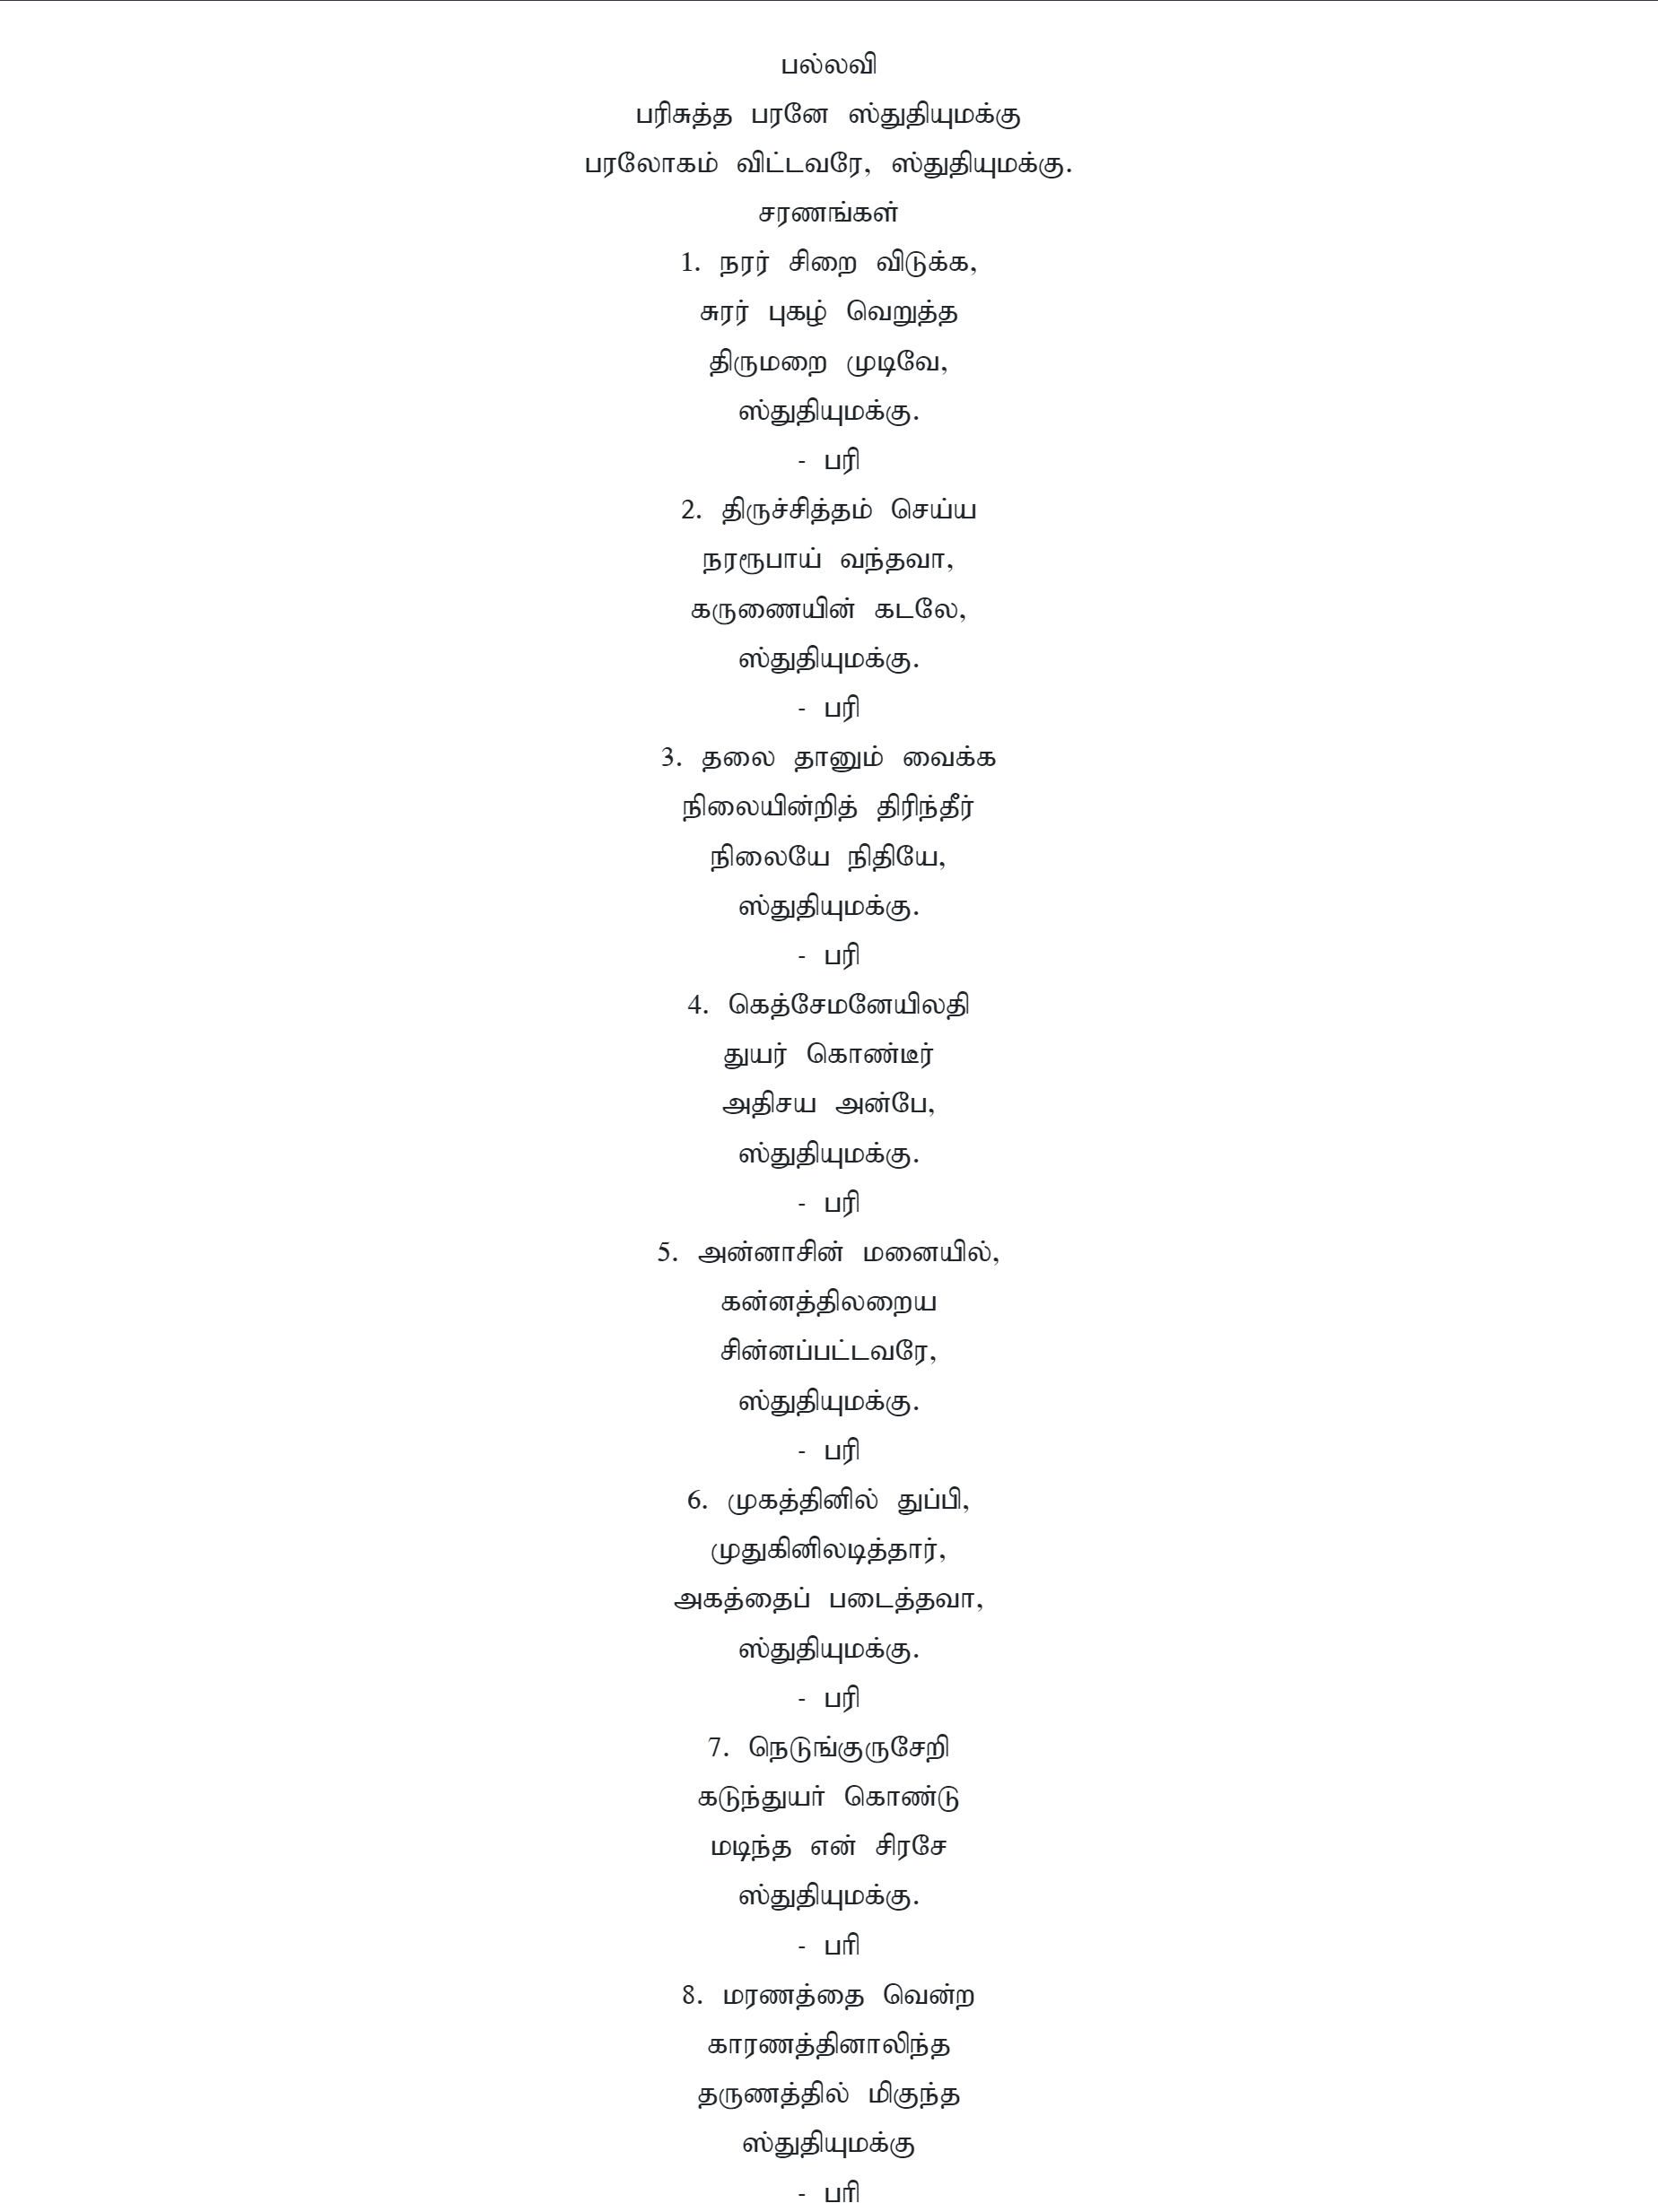 பல்லவி
பரிசுத்த பரனே ஸ்துதியுமக்கு
பரலோகம் விட்டவரே, ஸ்துதியுமக்கு.
சரணங்கள்
1. நரர் சிறை விடுக்க,
சுரர் புகழ் வெறுத்த
திருமறை முடிவே,
ஸ்துதியுமக்கு.
- பரி
2. திருச்சித்தம் செய்ய
நரரூபாய் வந்தவா,
கருணையின் கடலே,
ஸ்துதியுமக்கு.
- பரி
3. தலை தானும் வைக்க
நிலையின்றித் திரிந்தீர்
நிலையே நிதியே,
ஸ்துதியுமக்கு.
- பரி
4. கெத்சேமனேயிலதி
துயர் கொண்டீர்
அதிசய அன்பே,
ஸ்துதியுமக்கு.
- பரி
5. அன்னாசின் மனையில்,
கன்னத்திலறைய
சின்னப்பட்டவரே,
ஸ்துதியுமக்கு.
- பரி
6. முகத்தினில் துப்பி,
முதுகினிலடித்தார்,
அகத்தைப் படைத்தவா,
ஸ்துதியுமக்கு.
- பரி
7. நெடுங்குருசேறி
கடுந்துயர் கொண்டு
மடிந்த என் சிரசே
ஸ்துதியுமக்கு.
- பரி
8. மரணத்தை வென்ற
காரணத்தினாலிந்த
தருணத்தில் மிகுந்த
ஸ்துதியுமக்கு
- பரி